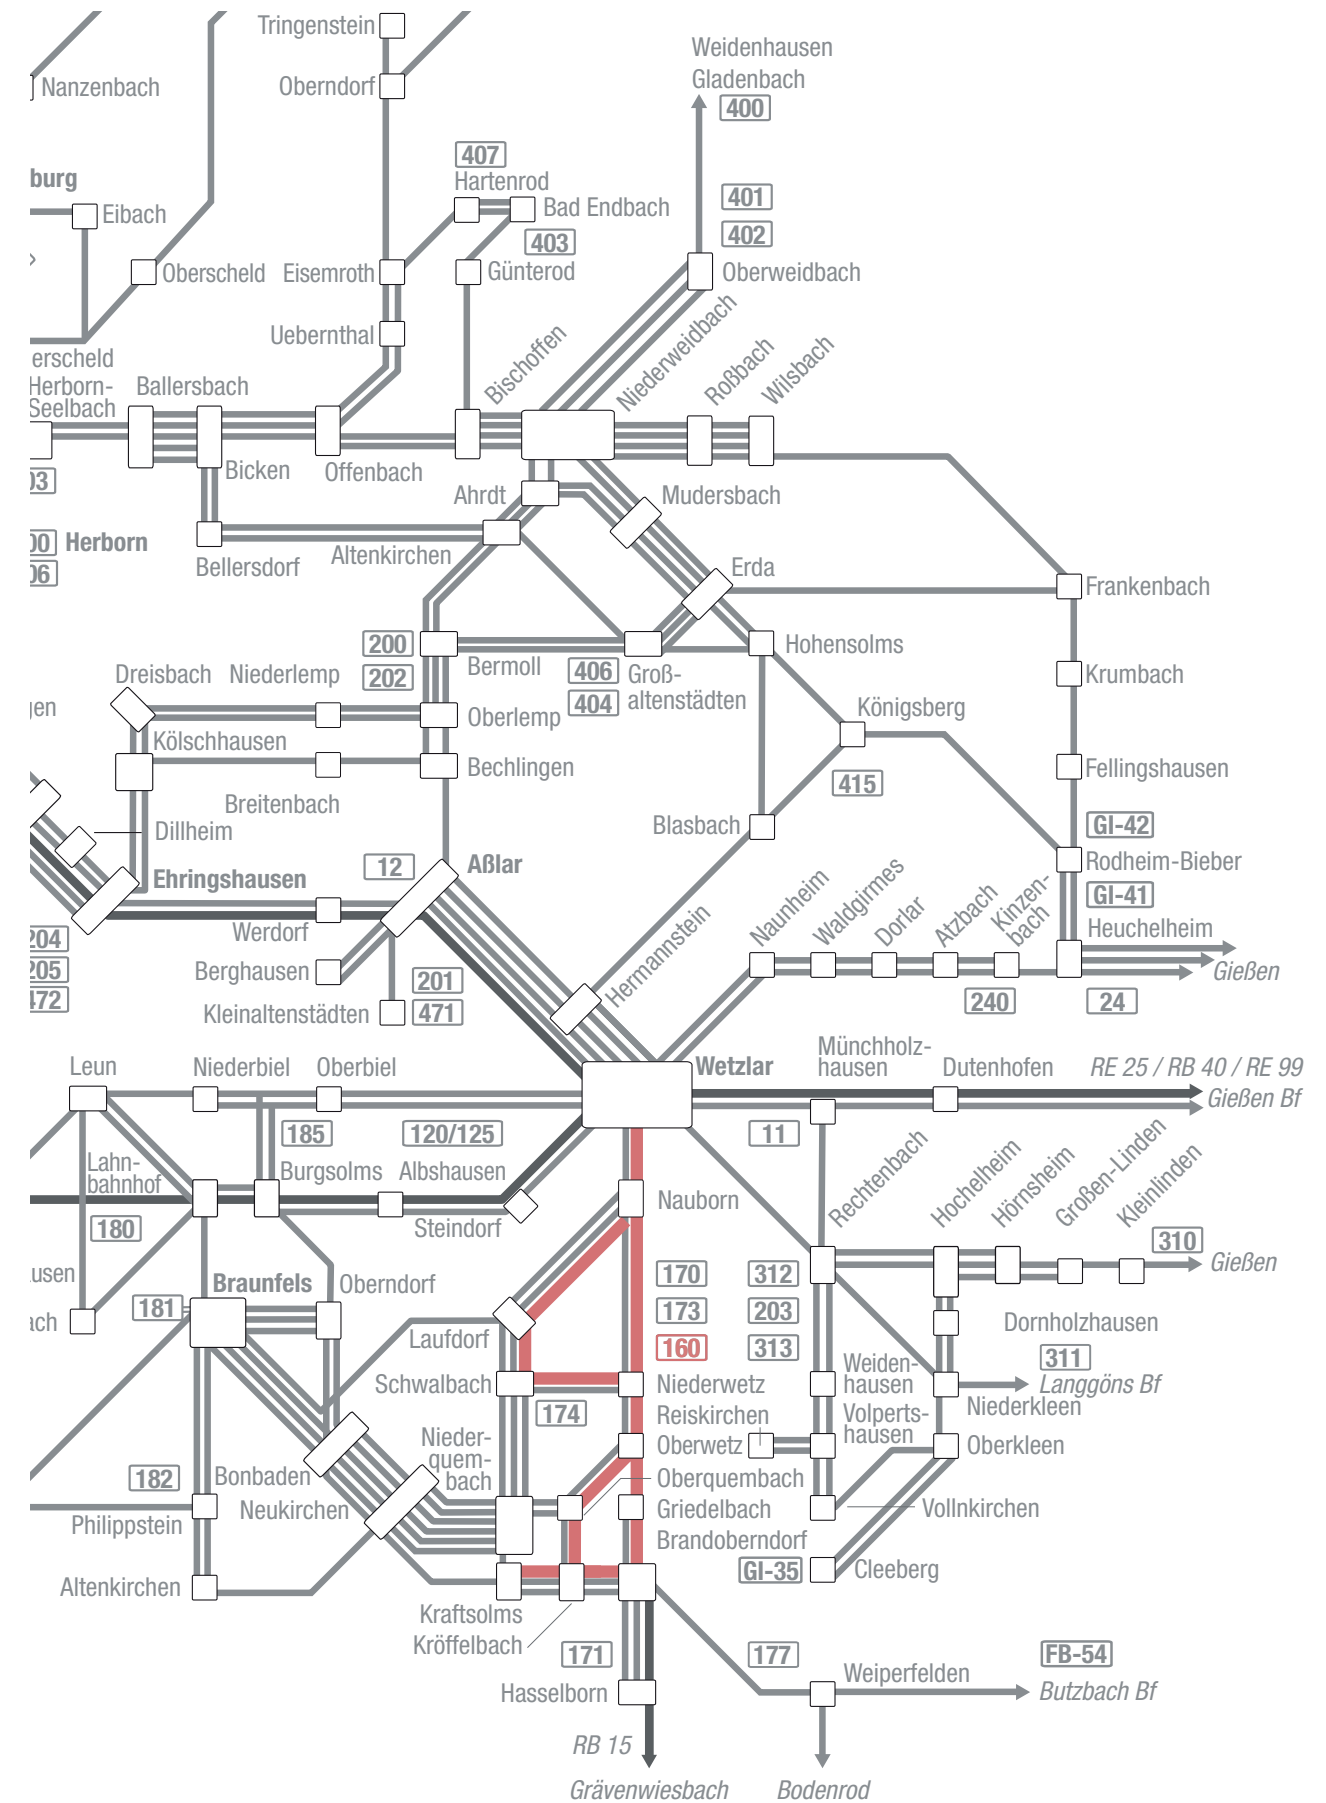 Tringenstein
Nanzenbach
Oberndorf
Weidenhausen
Gladenbach
400
407
Hartenrod
burg
Eibach
Bad Endbach
401
402
403
Oberscheld
Eisemroth
Günterod
Oberweidbach
Uebernthal
Bischoffen
Niederweidbach
Roßbach
Wilsbach
erscheld
Herborn-
Seelbach
Ballersbach
Bicken
Offenbach
03
Ahrdt
Mudersbach
00 Herborn
06
Bellersdorf
Altenkirchen
Erda
Frankenbach
200
202
Bermoll
406
404
Groß-
altenstädten
Hohensolms
Krumbach
Dreisbach
Niederlemp
gen
Oberlemp
Königsberg
Kölschhausen
Bechlingen
Fellingshausen
415
Breitenbach
Dillheim
Blasbach
GI-42
Rodheim-Bieber
GI-41
Ehringshausen
12
Aßlar
Naunheim
Waldgirmes
Dorlar
Atzbach
Kinzen-
bach
Heuchelheim
Gießen
204
205
472
Werdorf
Berghausen
Kleinaltenstädten
201
471
Hermannstein
240
24
Leun
Niederbiel
Oberbiel
Wetzlar
Münchholz-
hausen
Dutenhofen
RE 25 / RB 40 / RE 99
Gießen Bf
185
120/125
11
Lahn-
bahnhof
Burgsolms
Albshausen
Steindorf
Nauborn
Rechtenbach
Hochelheim
Hörnsheim
Großen-Linden
Kleinlinden
180
310
Gießen
usen
ach
Braunfels
Oberndorf
181
170
173
160
312
203
313
Laufdorf
Dornholzhausen
311
Langgöns Bf
Schwalbach
Niederwetz
Weiden-
hausen
Niederkleen
174
Reiskirchen
Volperts-
hausen
Nieder-
quem-
bach
Oberwetz
Oberkleen
182
Bonbaden
Oberquembach
Neukirchen
Philippstein
Griedelbach
Vollnkirchen
Brandoberndorf
GI-35
Cleeberg
Altenkirchen
Kraftsolms
Kröffelbach
171
177
FB-54
Weiperfelden
Butzbach Bf
Hasselborn
RB 15
Grävenwiesbach
Bodenrod